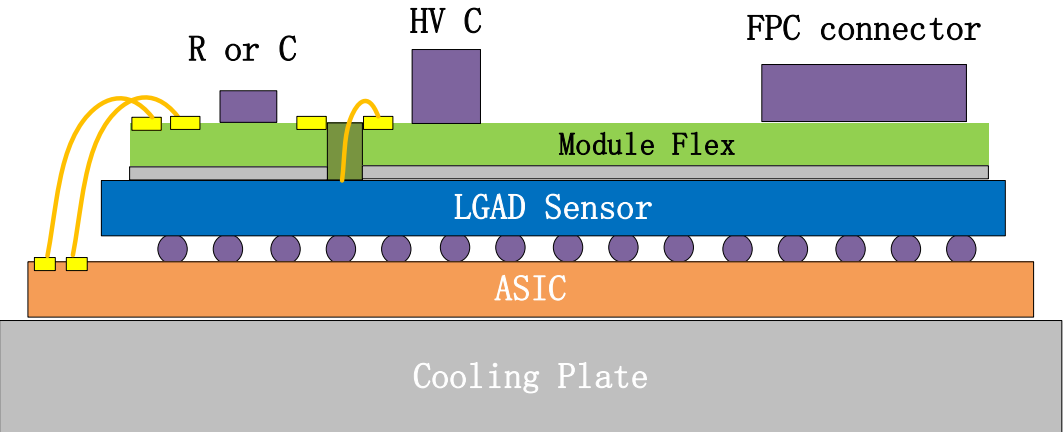 HV C
FPC connector
R or C
Module Flex
LGAD Sensor
ASIC
Cooling Plate